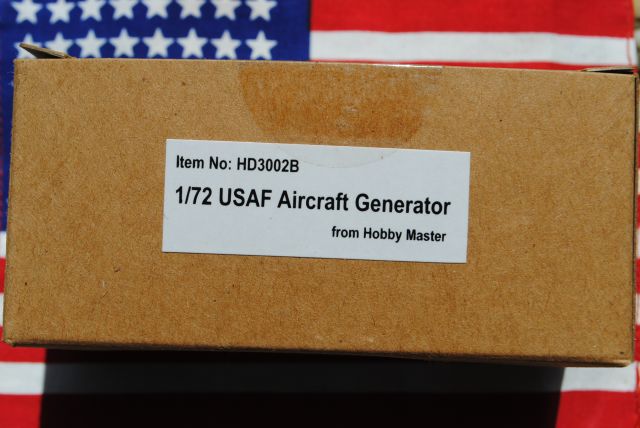 Item No: HD3002B
1/72 USAF Aircraft Generator
from Hobby Master